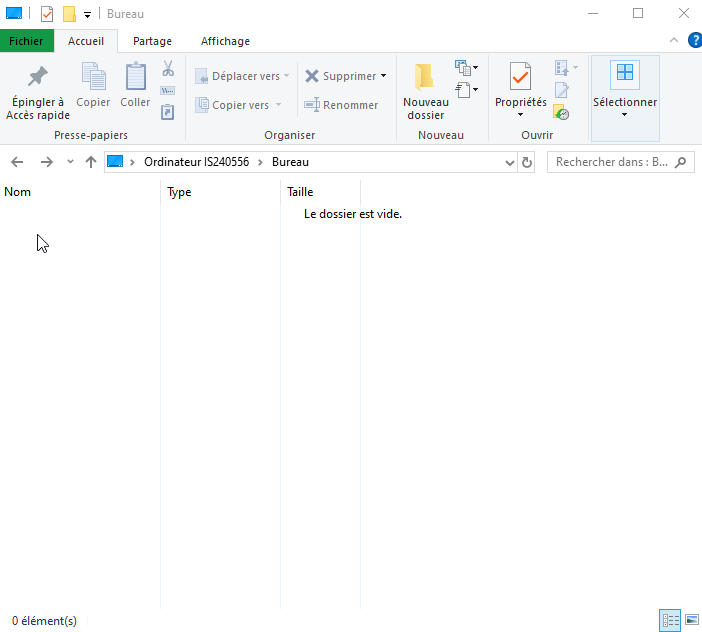 Bureau
Fichier Accueil Partage Affichage
Épingler à Accès rapide
Copier
Coller
Déplacer vers
Copier vers
Supprimer
Renommer
Nouveau dossier
Propriétés
Sélectionner
Presse-papiers Organiser Nouveau Ouvrir
Ordinateur IS240556 Bureau
Rechercher dans : B...
Nom Type Taille
Le dossier est vide.
0 élément(s)